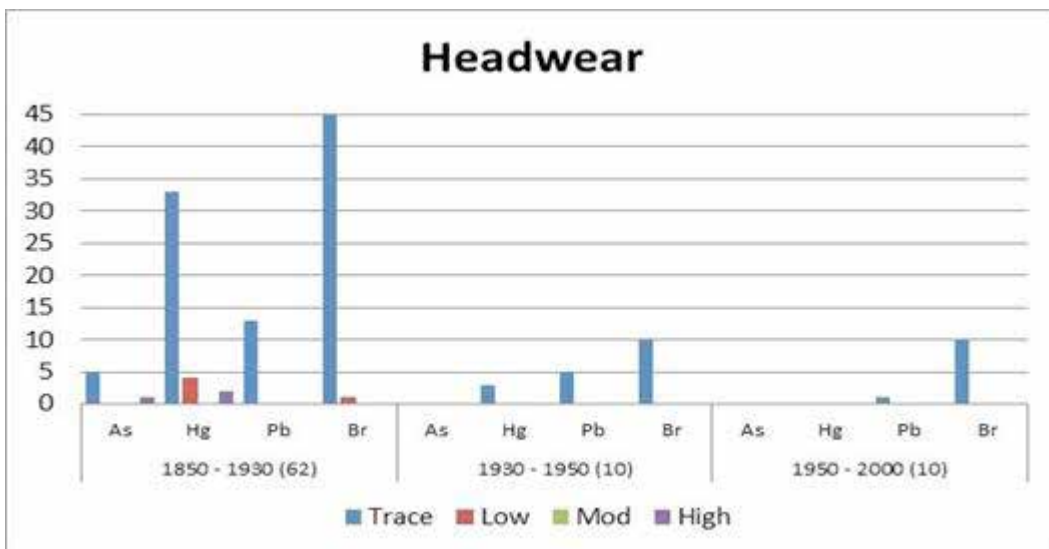 Headwear
45
40
35
30
25
20
15
10
5
0
As Hg Pb Br As Hg Pb Br As Hg Pb Br
1850 - 1930 (62) 1930 - 1950 (10) 1950 - 2000 (10)
Trace Low Mod High